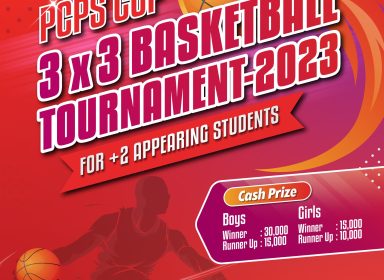 PCPS CUP
3 x 3 BASKETBALL
TOURNAMENT-2023
FOR +2 APPEARING STUDENTS
Cash Prize
Boys
Winner : 30,000
Runner Up : 15,000
Girls
Winner : 15,000
Runner Up : 10,000